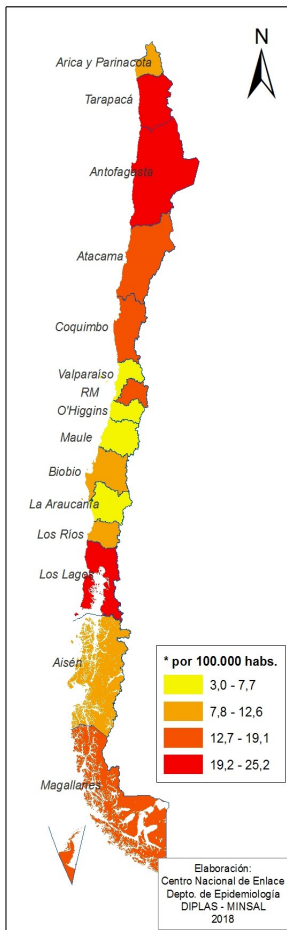 N
Arica y Parinacota
Tarapacá
Antofagasta
Atacama
Coquimbo
Valparaíso
RM
O'Higgins
Maule
Biobio
La Araucanía
Los Ríos
Los Lagos
Aisén
* por 100.000 habs.
3,0 - 7,7
7,8 - 12,6
12,7 - 19,1
19,2 - 25,2
Magallanes
Elaboración:
Centro Nacional de Enlace
Depto. de Epidemiología
DIPLAS - MINSAL
2018